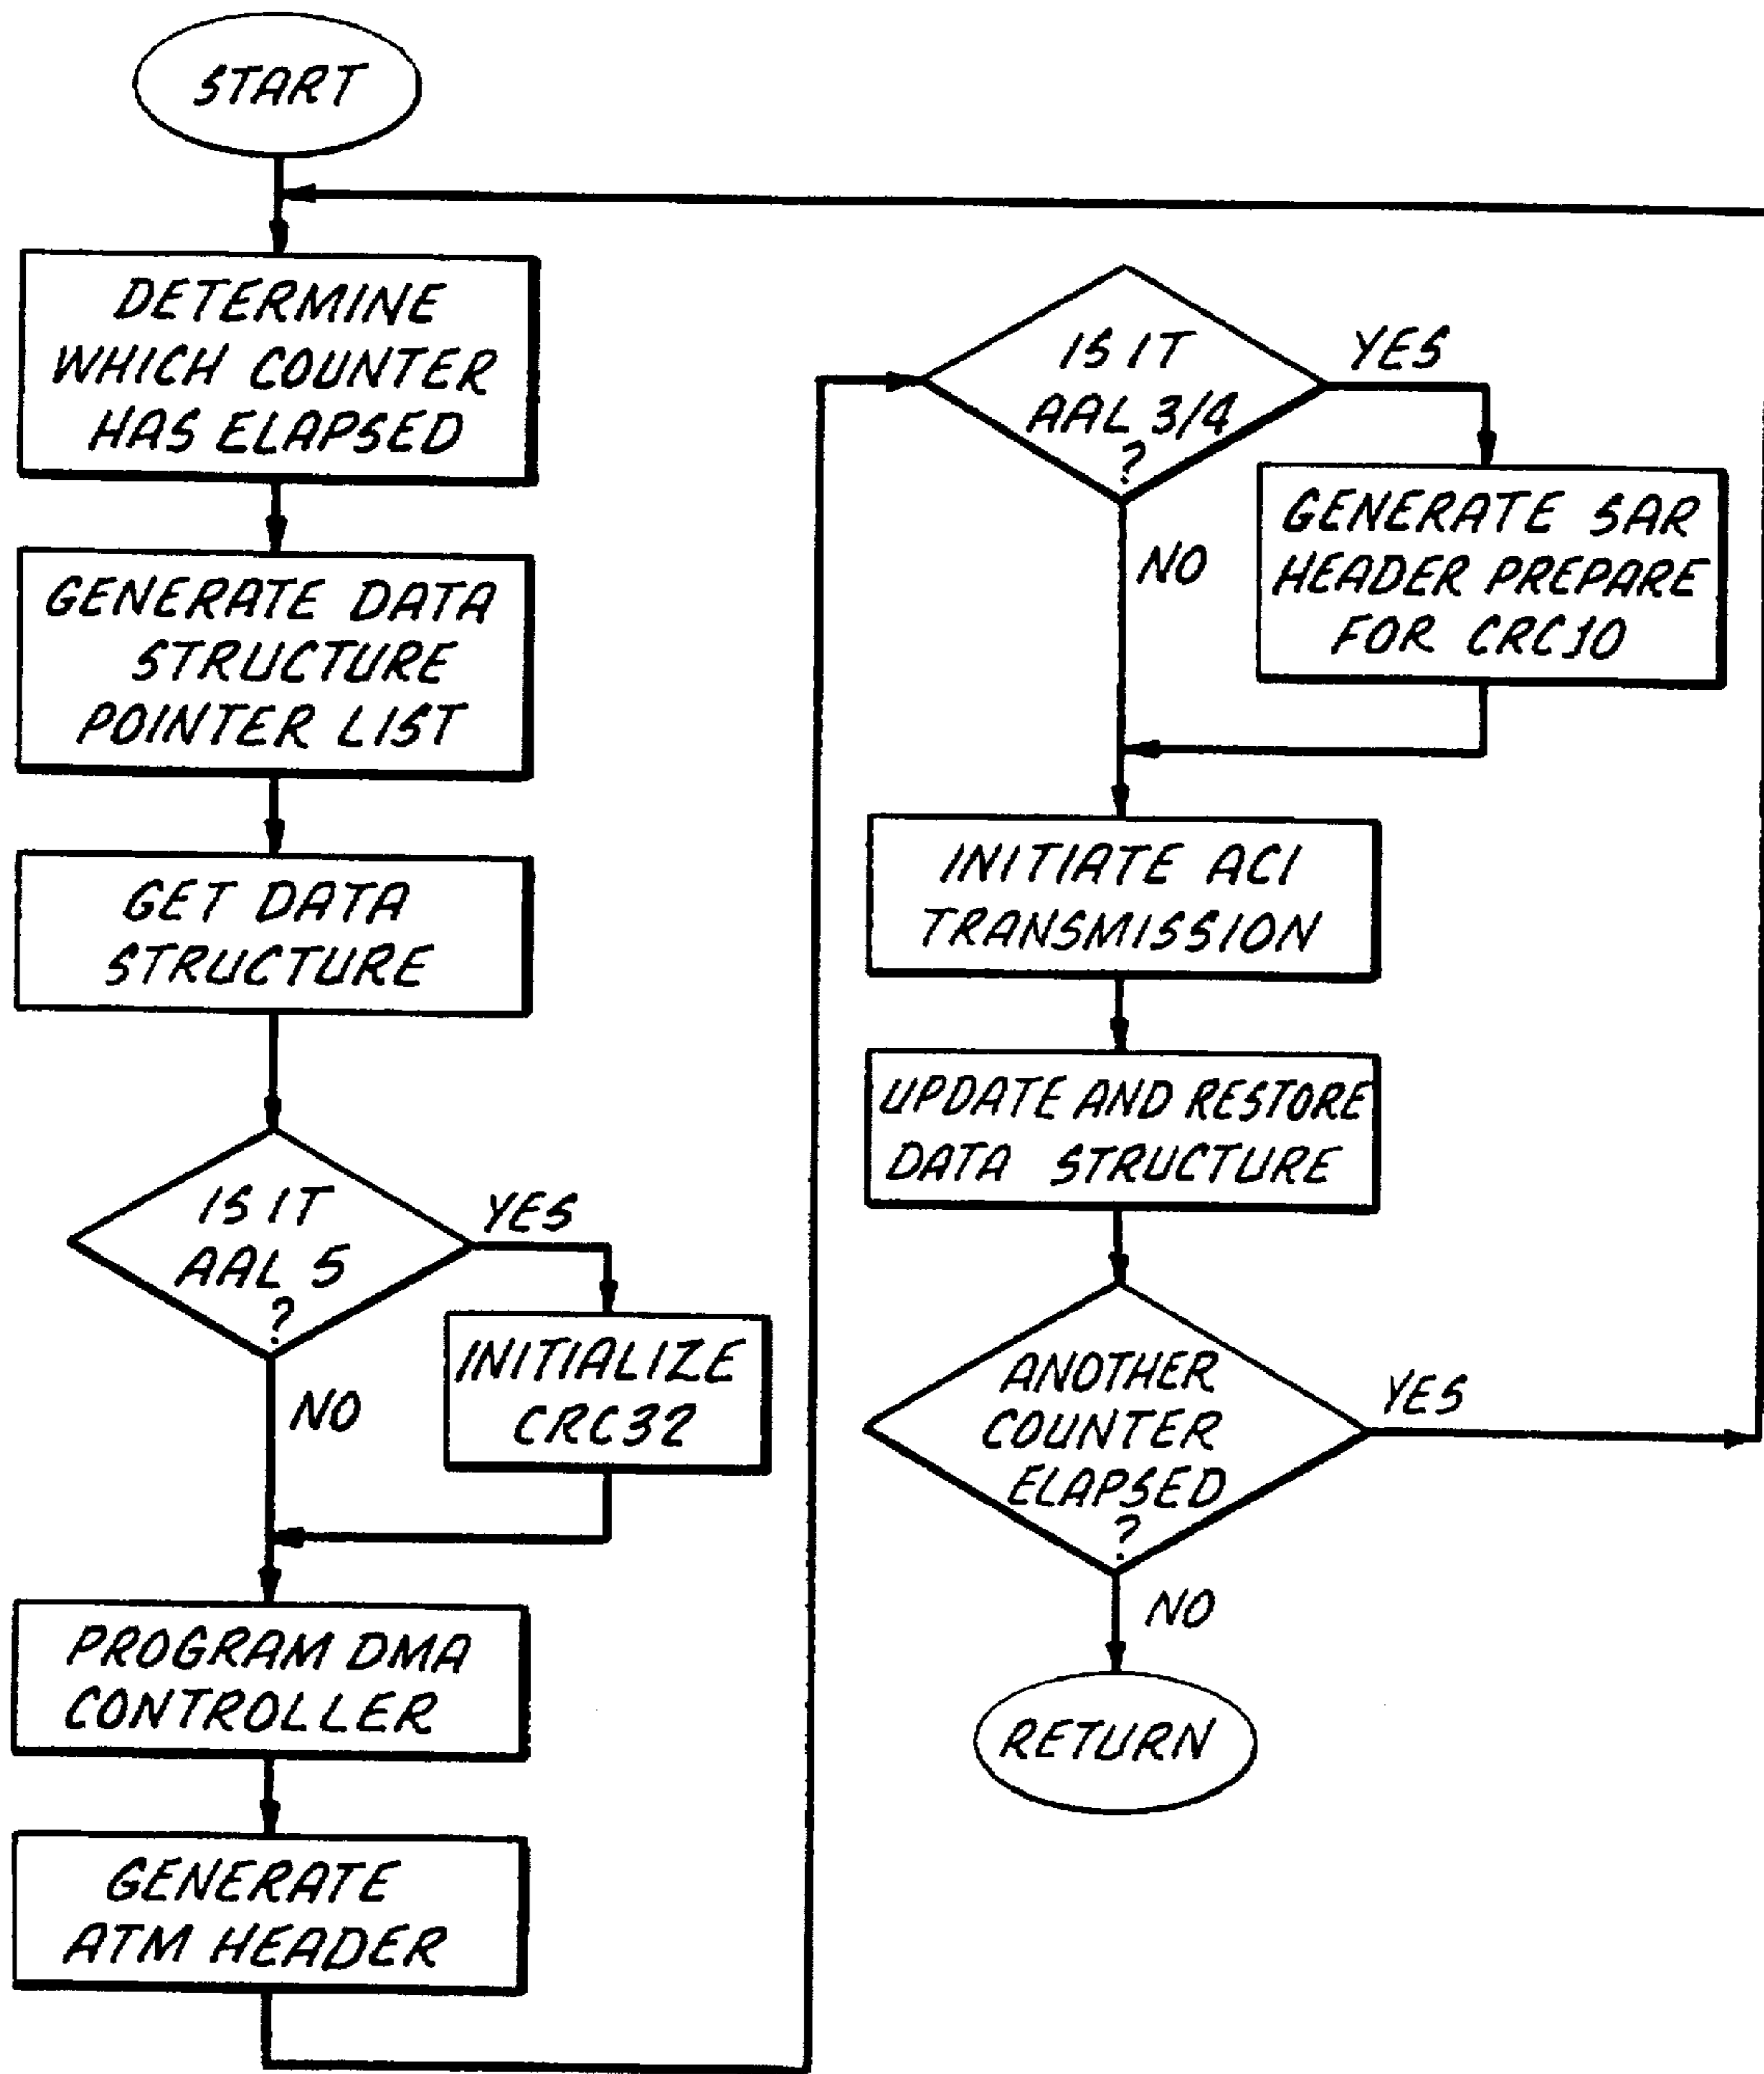 START
DETERMINE
WHICH COUNTER
HAS ELAPSED
GENERATE DATA
STRUCTURE
POINTER LIST
GET DATA
STRUCTURE
IS IT
AAL 5
?
YES
NO
INITIALIZE
CRC32
PROGRAM DMA
CONTROLLER
GENERATE
ATM HEADER
IS IT
AAL 3/4
?
YES
NO
GENERATE SAR
HEADER PREPARE
FOR CRC10
INITIATE ACI
TRANSMISSION
UPDATE AND RESTORE
DATA STRUCTURE
ANOTHER
COUNTER
ELAPSED
?
YES
NO
RETURN